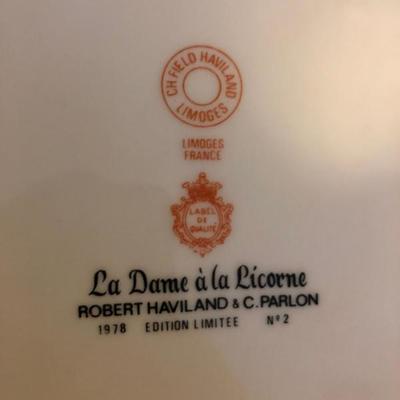 CH FIELD HAVILAND
LIMOGES
LIMOGES
FRANCE
LABEL
DE
QUALITÉ
La Dame à la Licorne
ROBERT HAVILAND & C. PARLON
1978 EDITION LIMITEE Nº 2